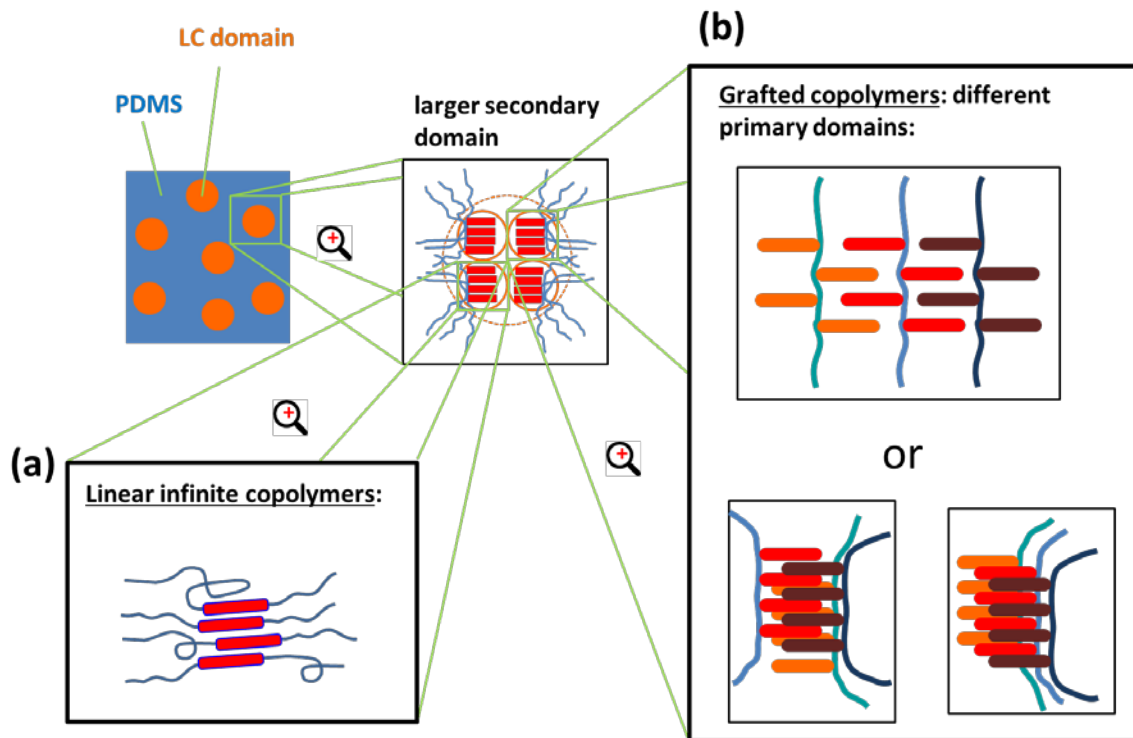 LC domain
PDMS
larger secondary
domain
(a)
Linear infinite copolymers:
(b)
Grafted copolymers: different
primary domains:
or